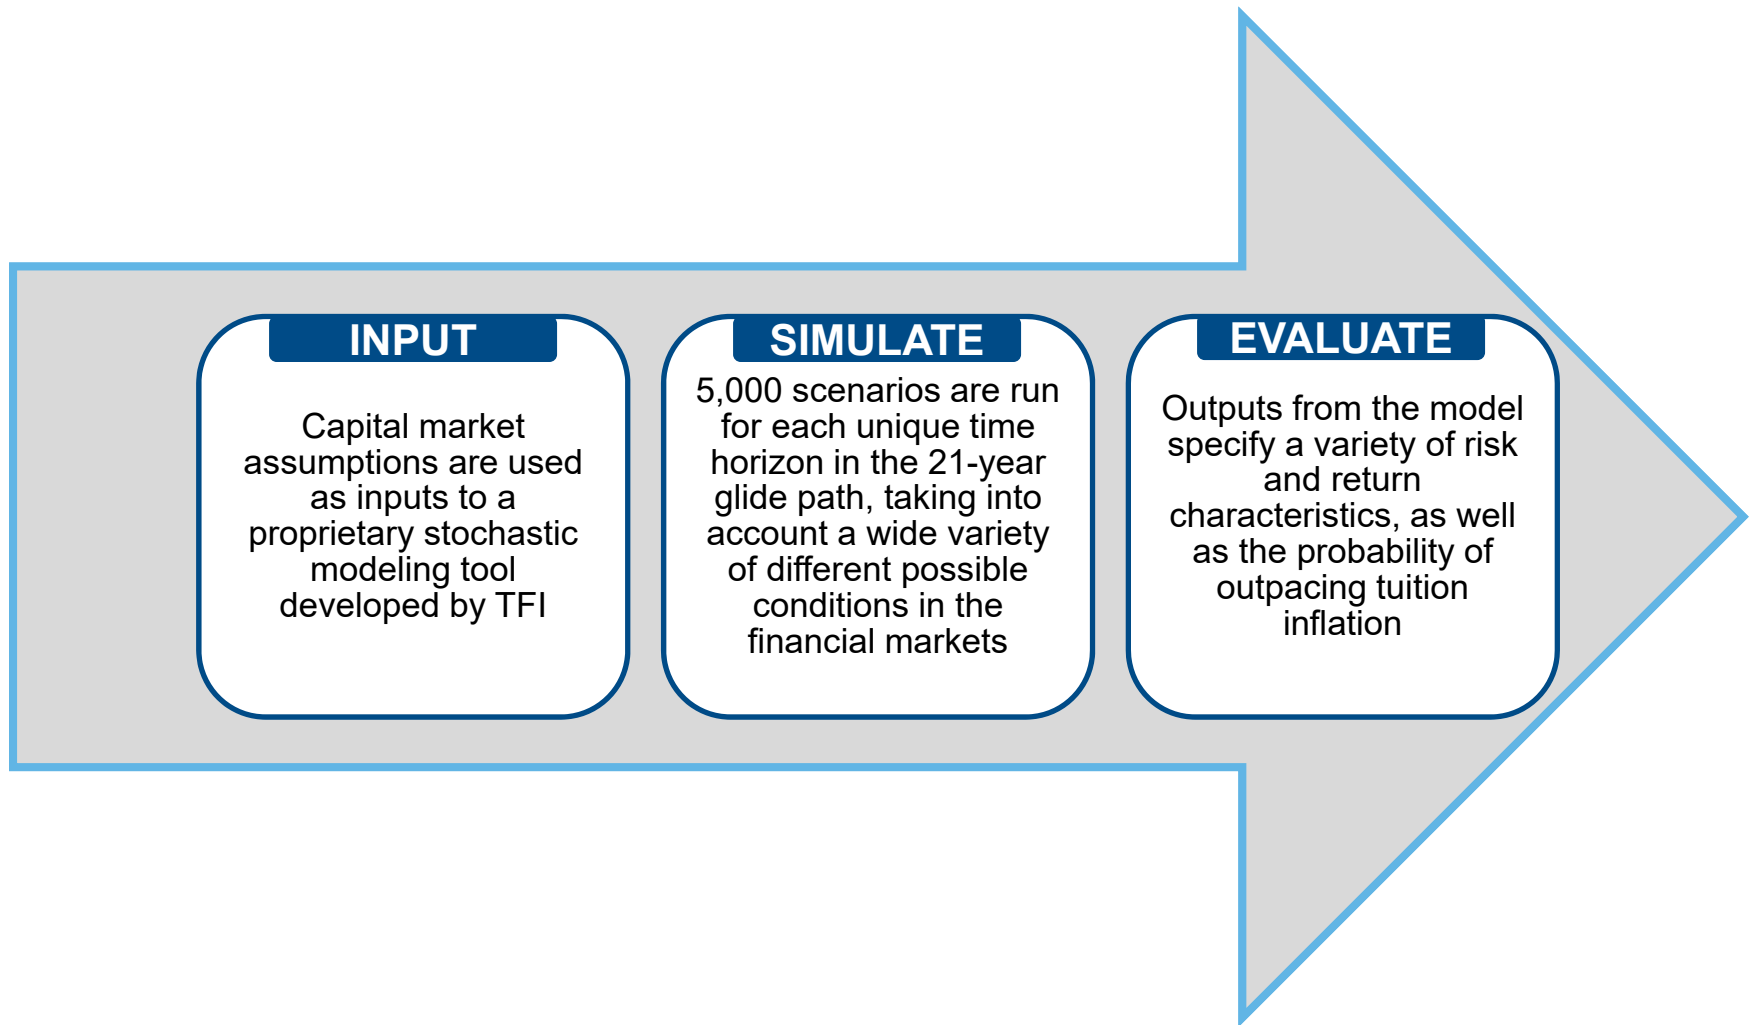 INPUT
Capital market
assumptions are used
as inputs to a
proprietary stochastic
modeling tool
developed by TFI
SIMULATE
5,000 scenarios are run
for each unique time
horizon in the 21-year
glide path, taking into
account a wide variety
of different possible
conditions in the
financial markets
EVALUATE
Outputs from the model
specify a variety of risk
and return
characteristics, as well
as the probability of
outpacing tuition
inflation